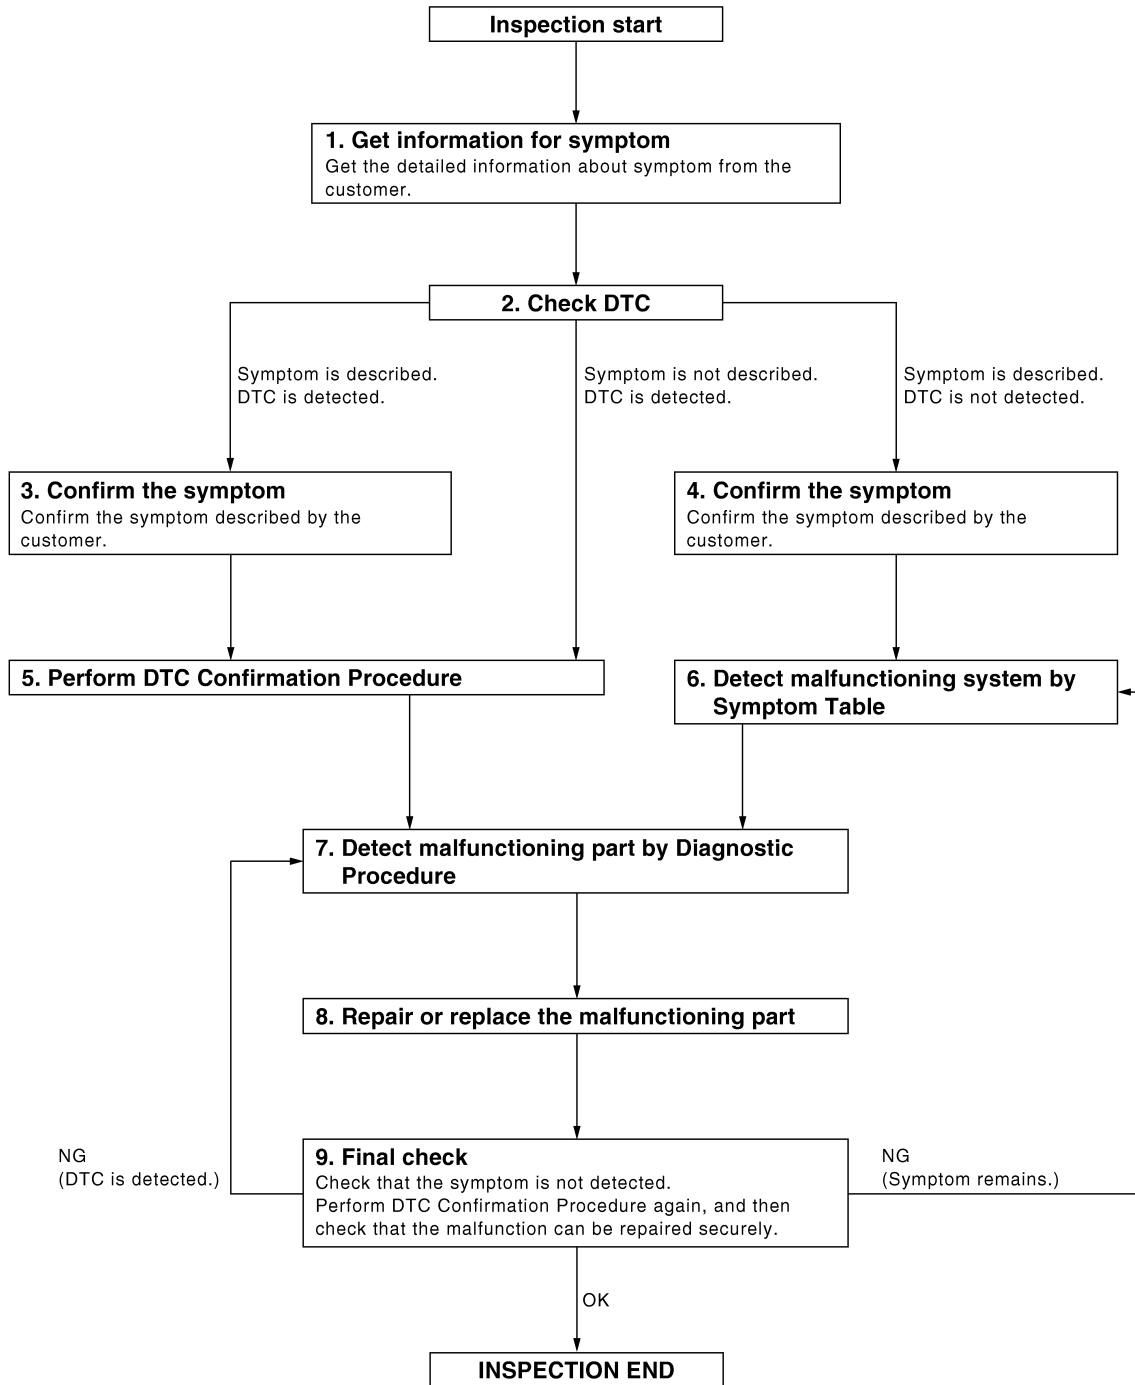 Inspection start
1. Get information for symptom
Get the detailed information about symptom from the
customer.
2. Check DTC
Symptom is described.
DTC is detected.
Symptom is not described.
DTC is detected.
Symptom is described.
DTC is not detected.
3. Confirm the symptom
Confirm the symptom described by the
customer.
4. Confirm the symptom
Confirm the symptom described by the
customer.
5. Perform DTC Confirmation Procedure
6. Detect malfunctioning system by
Symptom Table
7. Detect malfunctioning part by Diagnostic
Procedure
8. Repair or replace the malfunctioning part
NG
(DTC is detected.)
9. Final check
Check that the symptom is not detected.
Perform DTC Confirmation Procedure again, and then
check that the malfunction can be repaired securely.
NG
(Symptom remains.)
OK
INSPECTION END